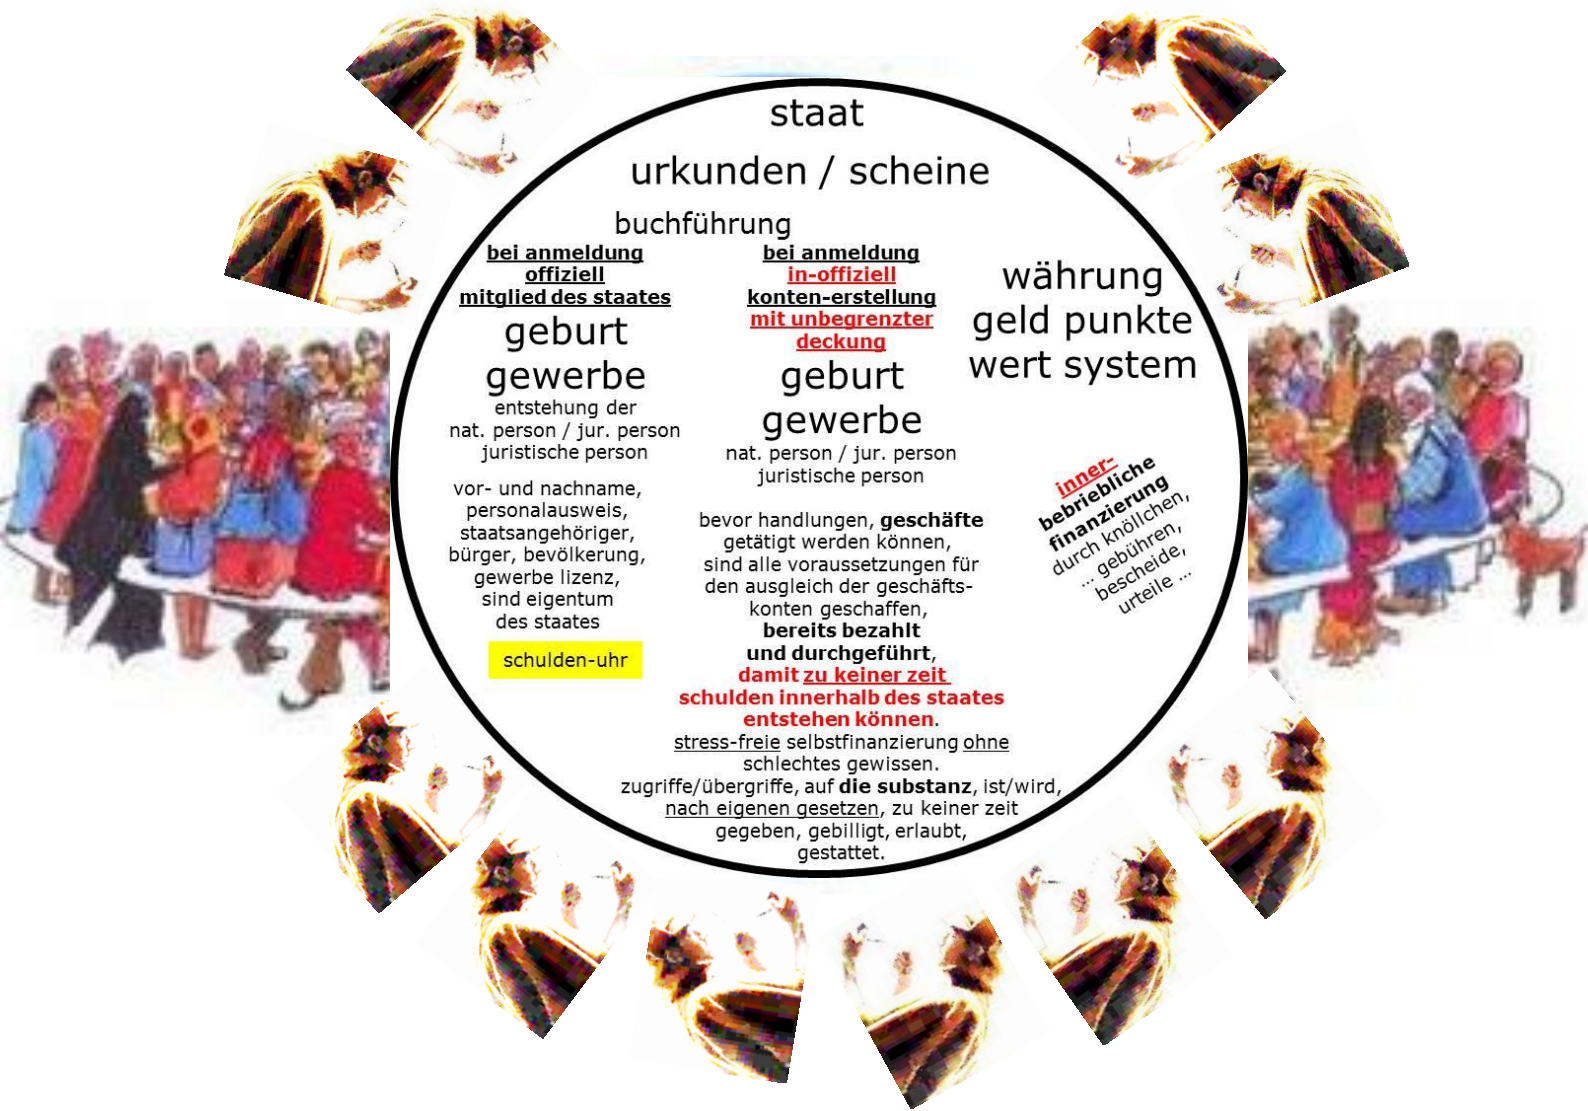 staat
urkunden / scheine
buchführung
bei anmeldung
offiziell
mitglied des staates
geburt
gewerbe
entstehung der
nat. person / jur. person
juristische person
vor- und nachname,
personalausweis,
staatsangehöriger,
bürger, bevölkerung,
gewerbe lizenz,
sind eigentum
des staates
schulden-uhr
bei anmeldung
in-offiziell
konten-erstellung
mit unbegrenzter
deckung
geburt
gewerbe
nat. person / jur. person
juristische person
bevor handlungen, geschäfte
getätigt werden können,
sind alle voraussetzungen für
den ausgleich der geschäfts-
konten geschaffen,
bereits bezahlt
und durchgeführt,
damit zu keiner zeit
schulden innerhalb des staates
entstehen können.
stress-freie selbstfinanzierung ohne
schlechtes gewissen.
zugriffe/übergriffe, auf die substanz, ist/wird,
nach eigenen gesetzen, zu keiner zeit
gegeben, gebilligt, erlaubt,
gestattet.
währung
geld punkte
wert system
inner-
bebriebliche
finanzierung
durch knöllchen,
... gebühren,
bescheide,
urteile ...